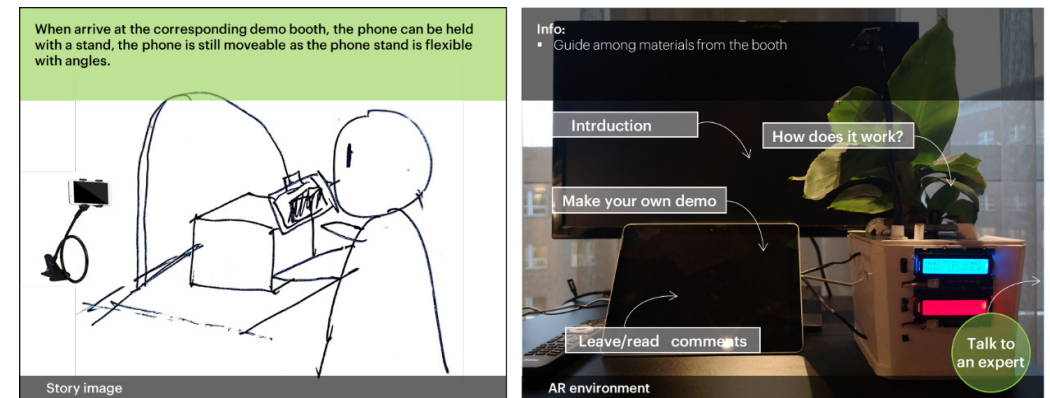 When arrive at the corresponding demo booth, the phone can be held
with a stand, the phone is still moveable as the phone stand is flexible
with angles.
Story image
Info:
▪ Guide among materials from the booth
Intrduction
How does it work?
Make your own demo
Leave/read comments
Talk to
an expert
AR environment